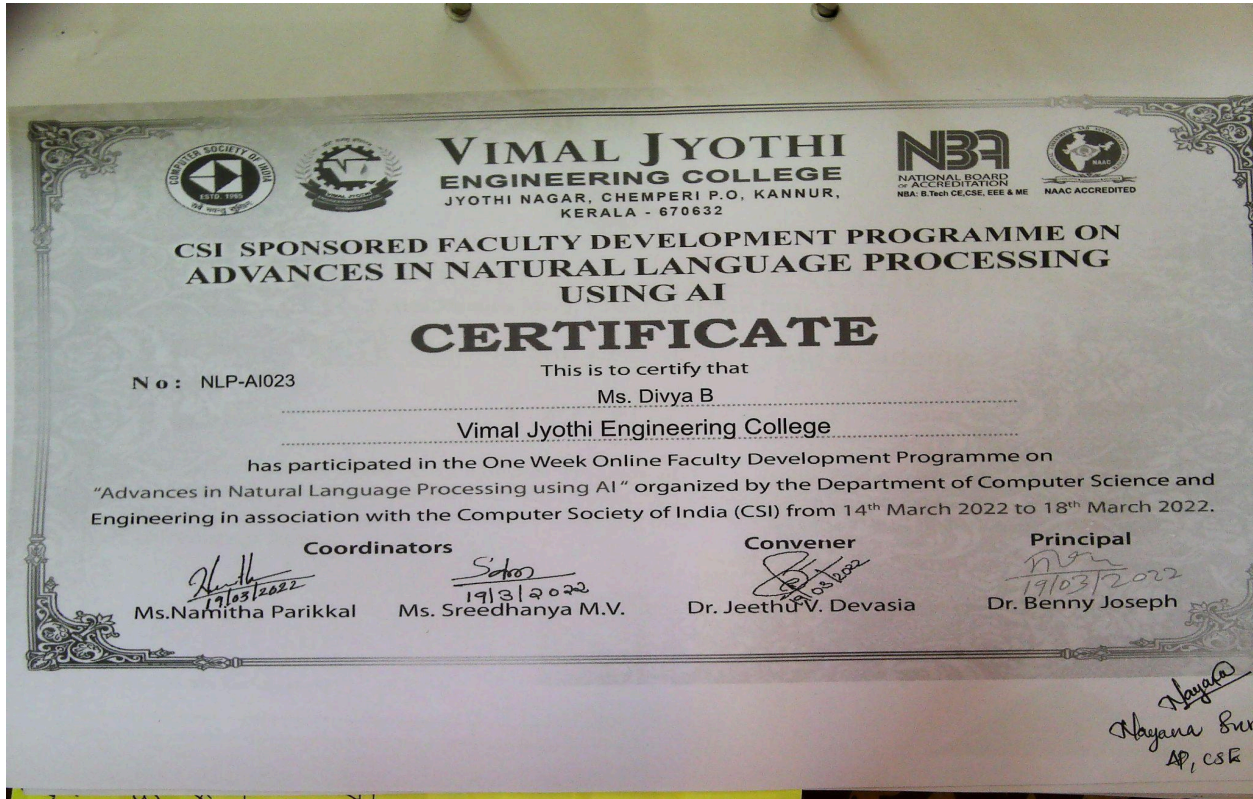 COMPUTER SOCIETY OF INDIA
ESTD. 1965
VIMAL JYOTHI
ENGINEERING COLLEGE
JYOTHI NAGAR, CHEMPERI P.O, KANNUR,
KERALA - 670632
NBA
NATIONAL BOARD
OF ACCREDITATION
NBA: B.Tech CE,CSE, EEE & ME
NAAC
NAAC ACCREDITED
CSI SPONSORED FACULTY DEVELOPMENT PROGRAMME ON
ADVANCES IN NATURAL LANGUAGE PROCESSING
USING AI
CERTIFICATE
No: NLP-AI023
This is to certify that
Ms. Divya B
Vimal Jyothi Engineering College
has participated in the One Week Online Faculty Development Programme on
“Advances in Natural Language Processing using AI “ organized by the Department of Computer Science and
Engineering in association with the Computer Society of India (CSI) from 14th March 2022 to 18th March 2022.
Coordinators Convener Principal
19/03/2022 19/3/2022 19/03/2022 19/03/2022
Ms.Namitha Parikkal Ms. Sreedhanya M.V. Dr. Jeethu V. Devasia Dr. Benny Joseph
Nayana
Nayana
AP, CSE